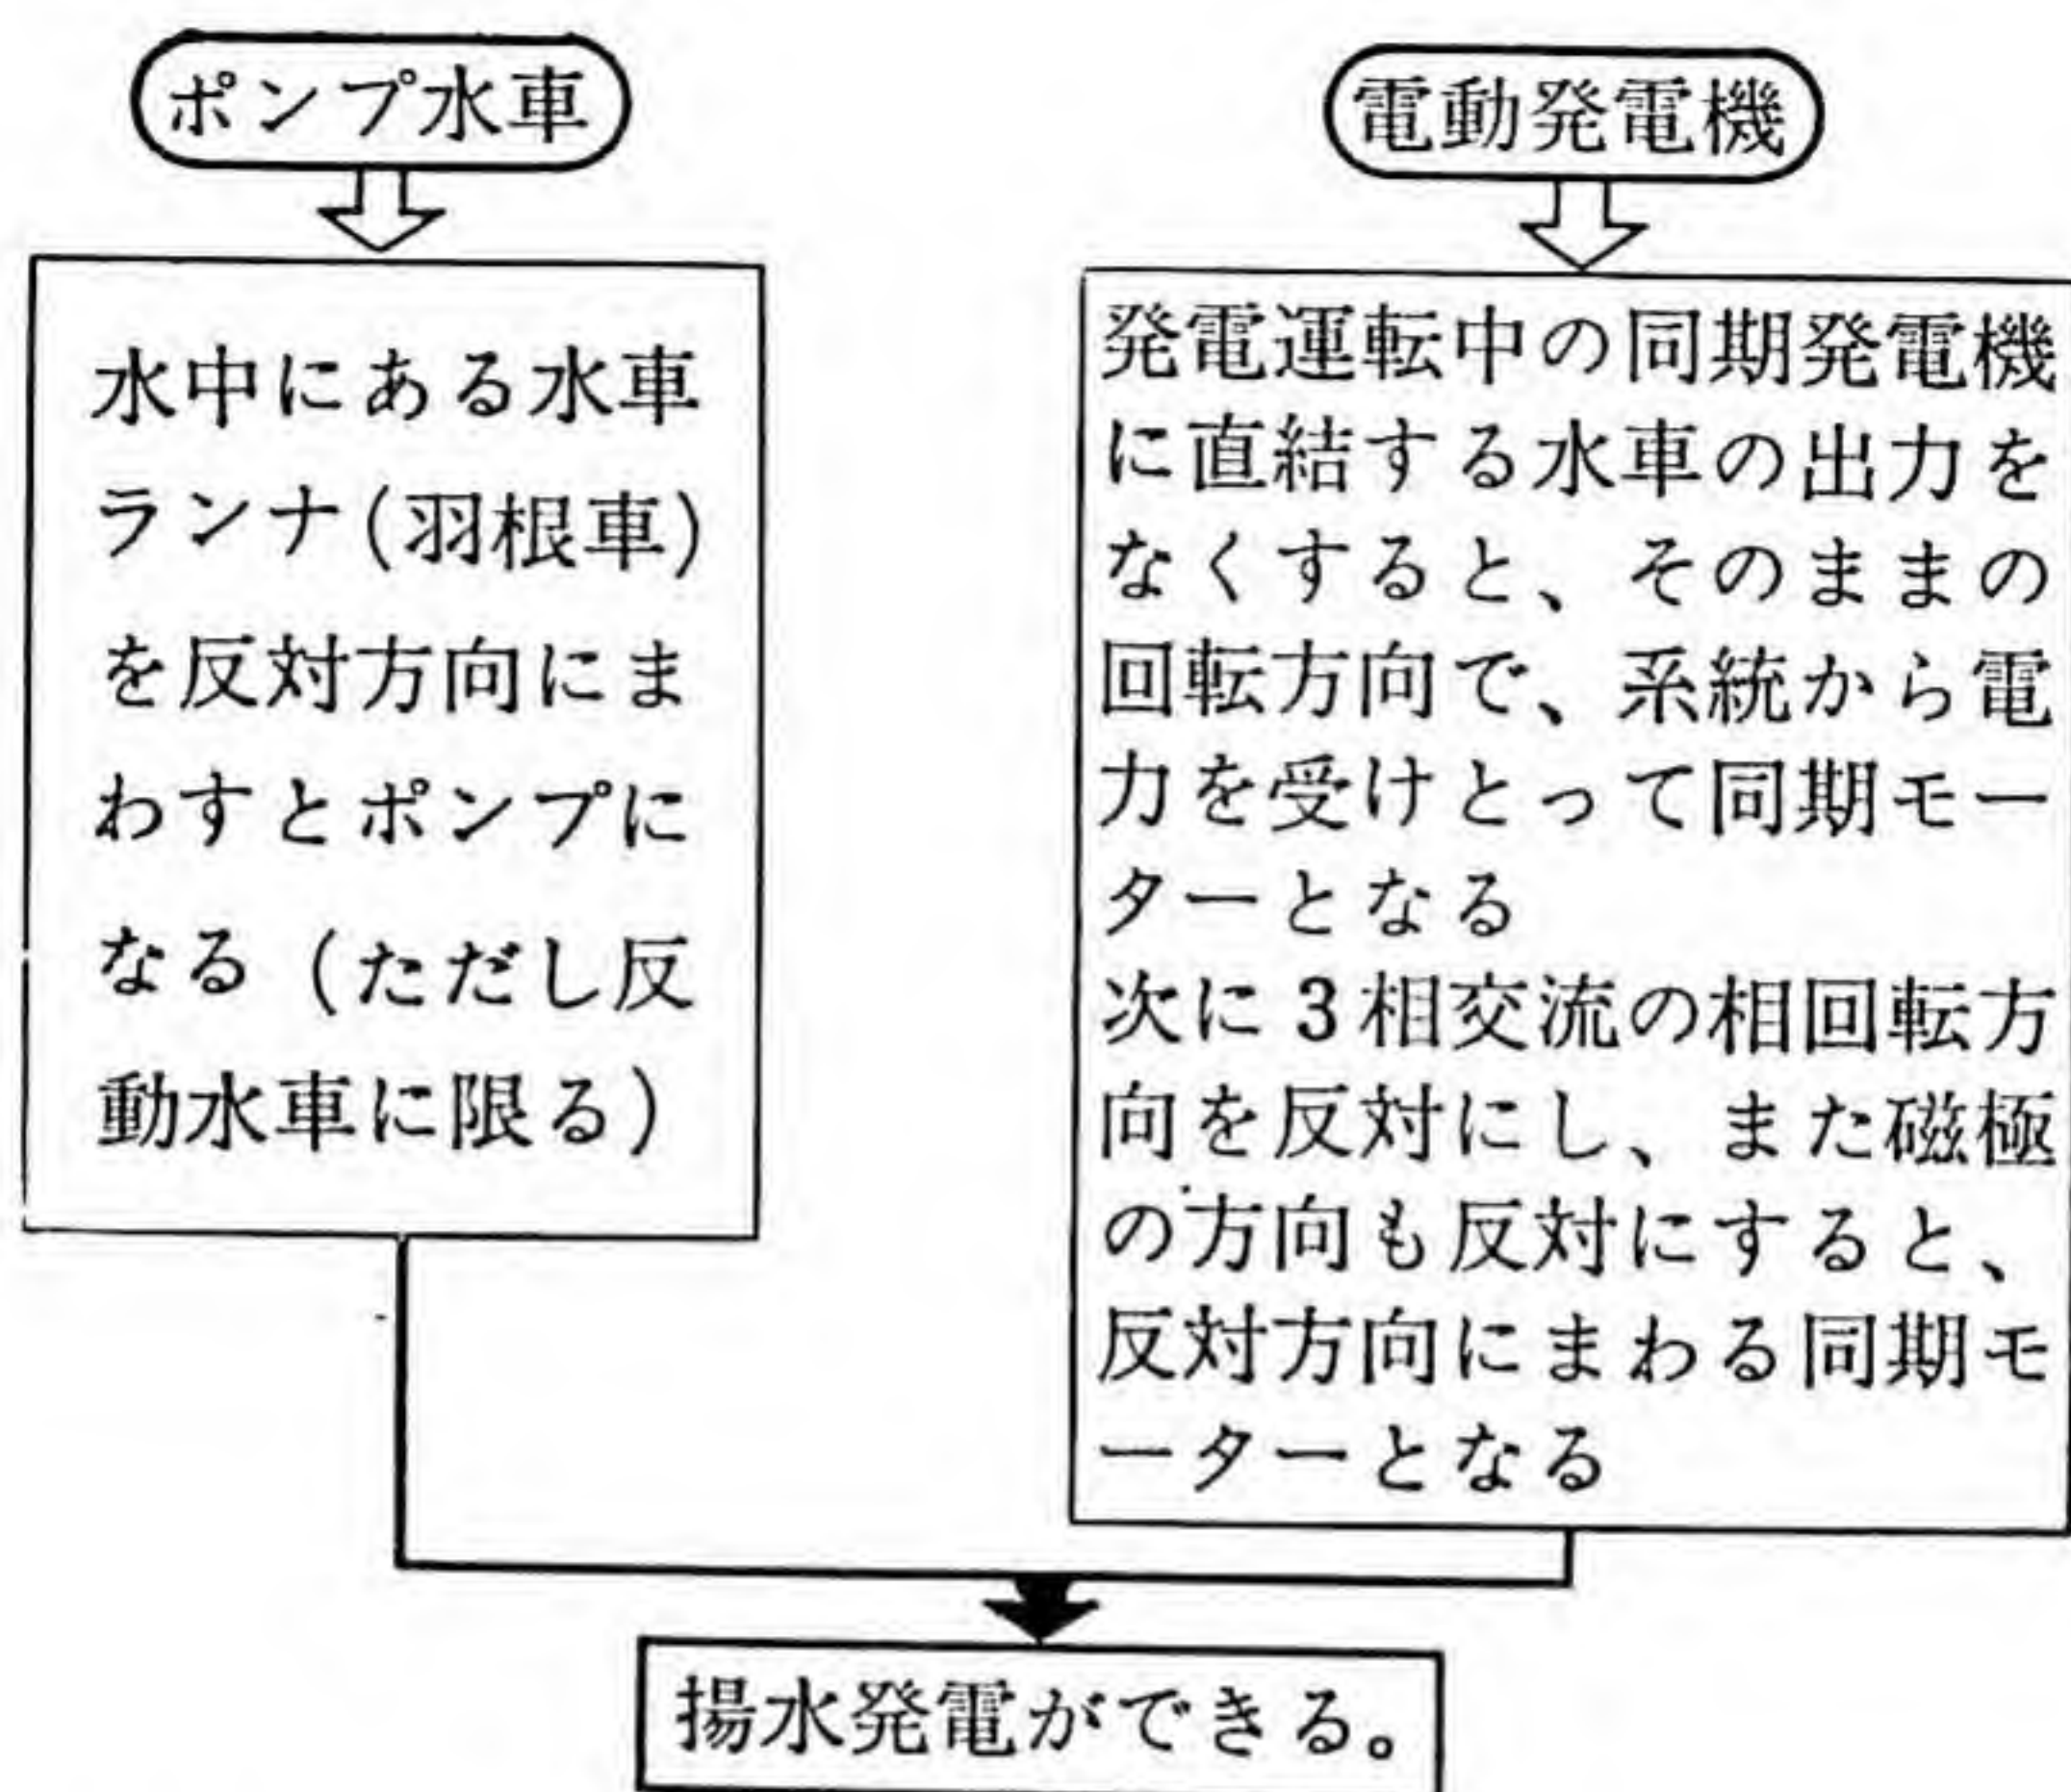 ポンプ水車
水中にある水車
ランナ(羽根車)
を反対方向にま
わすとポンプに
なる(ただし反
動水車に限る)
電動発電機
発電運転中の同期発電機
に直結する水車の出力を
なくすると、そのままの
回転方向で、系統から電
力を受けとって同期モー
ターとなる
次に3相交流の相回転方
向を反対にし、また磁極
の方向も反対にすると、
反対方向にまわる同期モ
ーターとなる
揚水発電ができる。